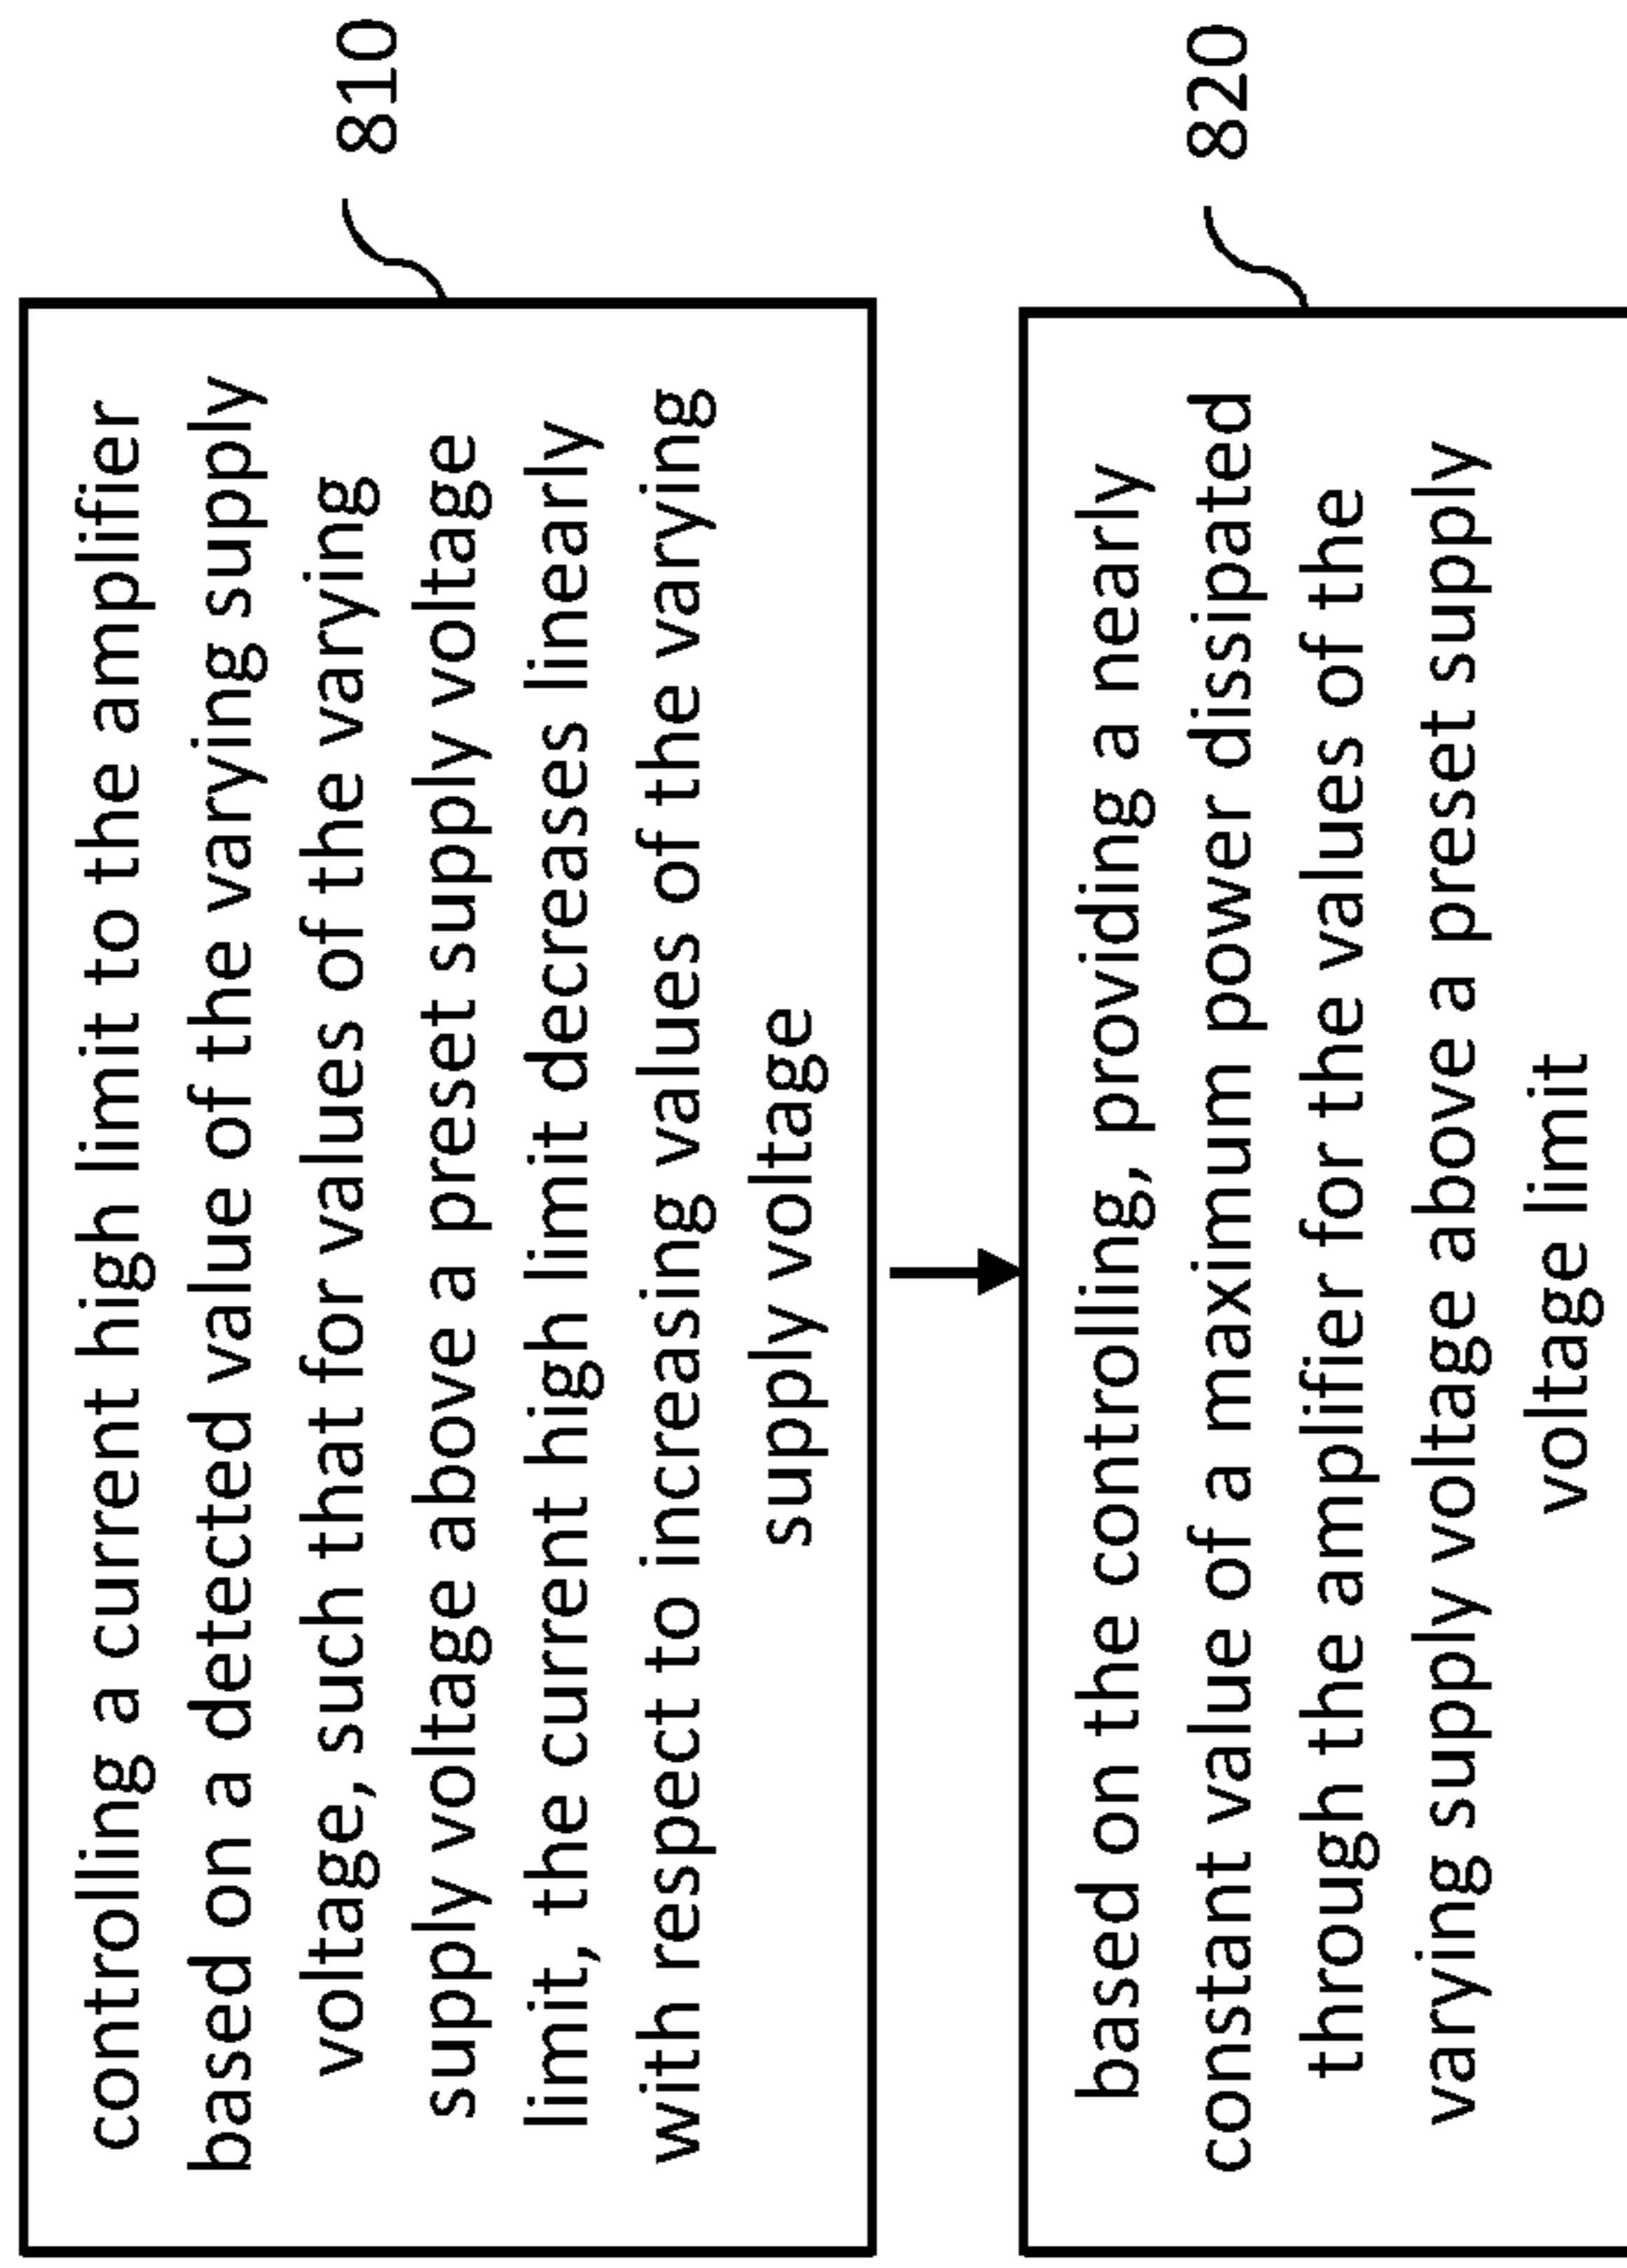 controlling a current high limit to the amplifier
based on a detected value of the varying supply
voltage, such that for values of the varying
supply voltage above a preset supply voltage
limit, the current high limit decreases linearly
with respect to increasing values of the varying
supply voltage
810
based on the controlling, providing a nearly
constant value of a maximum power dissipated
through the amplifier for the values of the
varying supply voltage above a preset supply
voltage limit
820